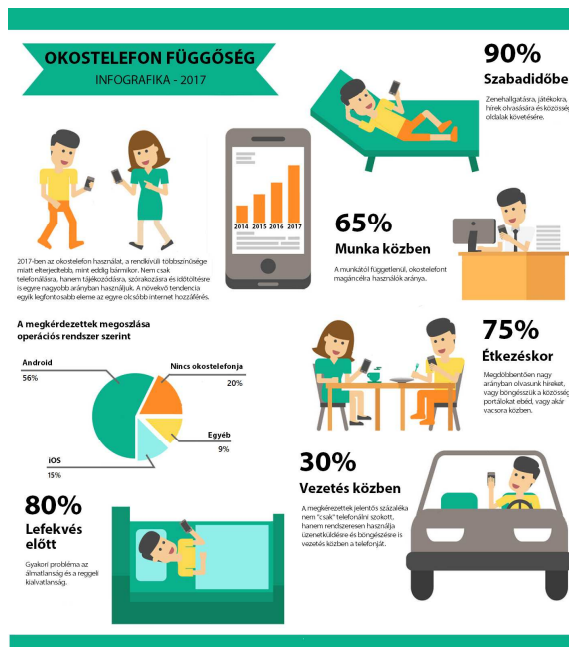 OKOSTELEFON FÜGGŐSÉG
INFOGRAFIKA - 2017
90%
Szabadidőbe
Zenehallgatásra, játékokra,
hírek olvasására és közössé
oldalak követésére.
2014 2015 2016 2017
2017-ben az okostelefon használat, a rendkívüli többszínűsége
miatt elterjedtebb, mint eddig bármikor. Nem csak
telefonálásra, hanem tájékozódásra, szórakozásra és időtöltésre
is egyre nagyobb arányban használjuk. A növekvő tendencia
egyik legfontosabb eleme az egyre olcsóbb internet hozzáférés.
65%
Munka közben
A munkától függetlenül, okostelefont
magáncélra használók aránya.
A megkérdezettek megoszlása
operációs rendszer szerint
Android
56%
Nincs okostelefonja
20%
Egyéb
9%
iOS
15%
75%
Étkezéskor
Megdöbbentően nagy
arányban olvasunk híreket,
vagy böngésszük a közösség
portálokat ebéd, vagy akár
vacsora közben.
80%
Lefekvés
előtt
Gyakori probléma az
álmatlanság és a reggeli
kialvatlanság.
30%
Vezetés közben
A megkérezettek jelentős százaléka
nem "csak" telefonálni szokott,
hanem rendszeresen használja
üzenetküldésre és böngészésre is
vezetés közben a telefonját.